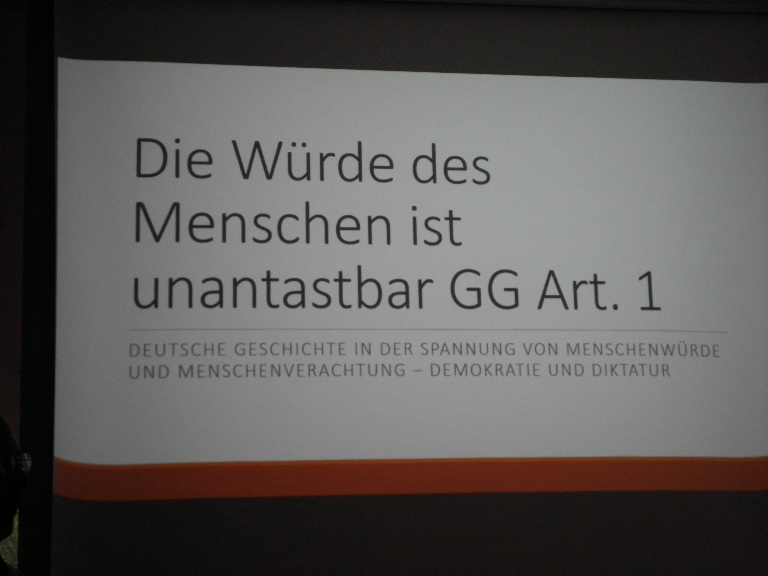 Die Würde des
Menschen ist
unantastbar GG Art. 1
DEUTSCHE GESCHICHTE IN DER SPANNUNG VON MENSCHENWÜRDE
UND MENSCHENVERACHTUNG – DEMOKRATIE UND DIKTATUR